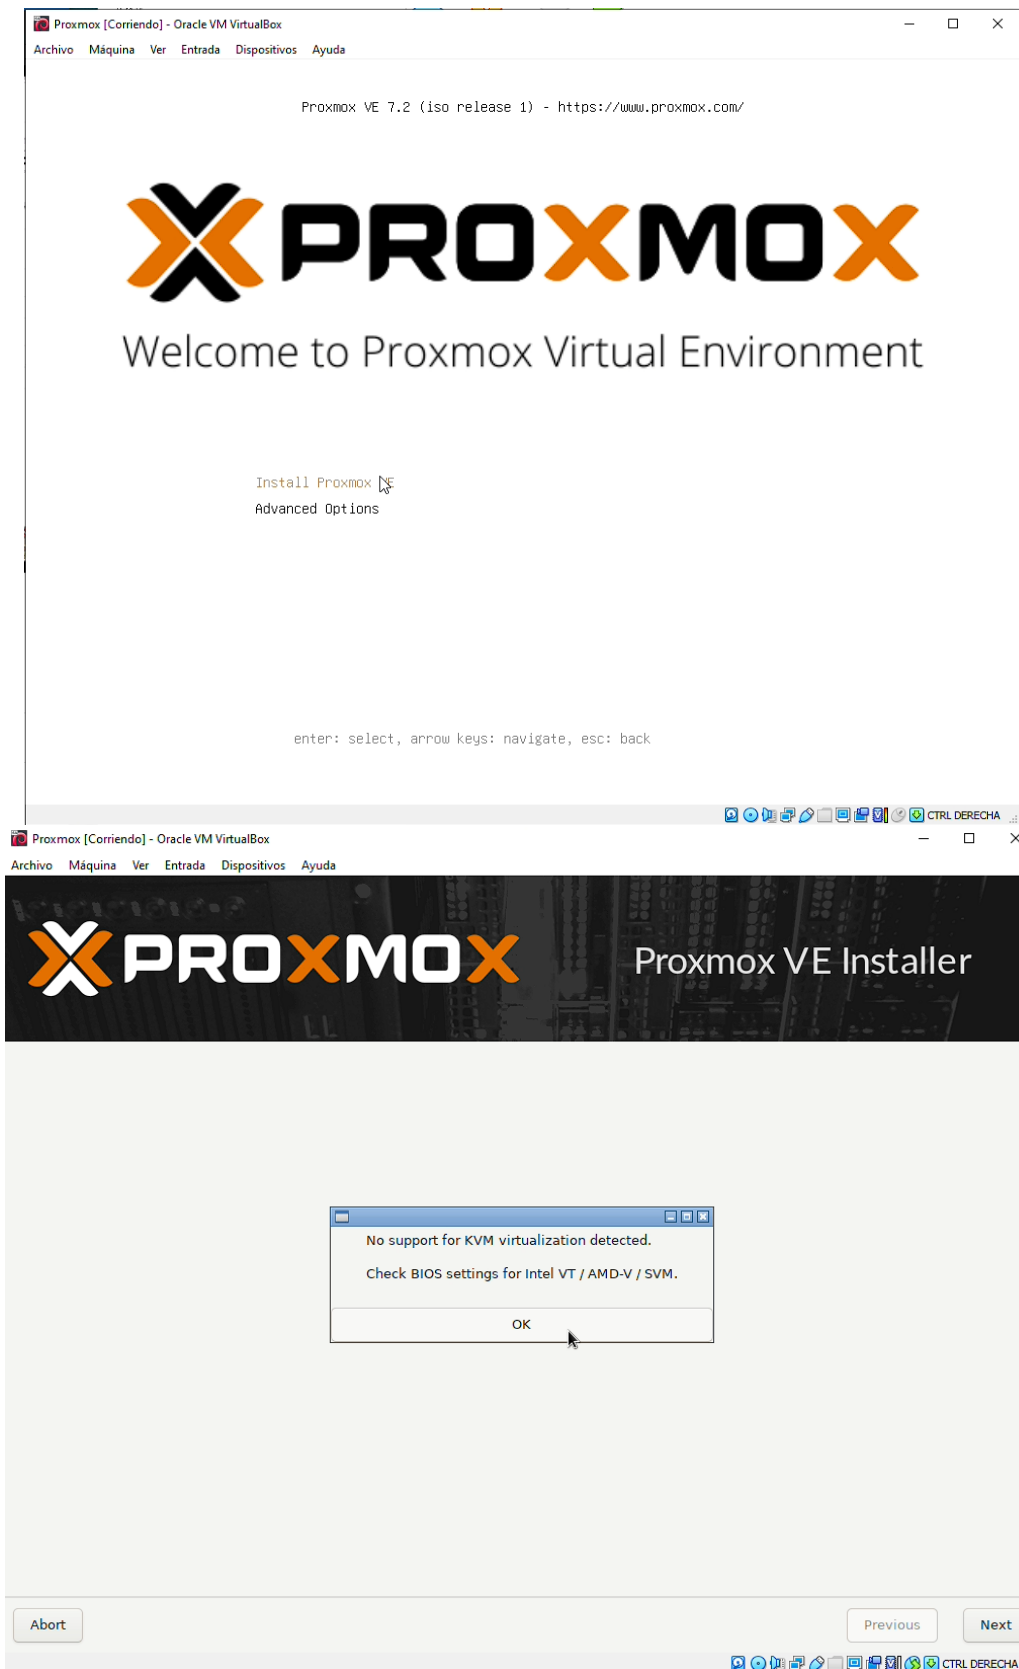 Proxmox [Corriendo] - Oracle VM VirtualBox
Archivo Máquina Ver Entrada Dispositivos Ayuda
Proxmox VE 7.2 (iso release 1) - https://www.proxmox.com/
PROXMOX
Welcome to Proxmox Virtual Environment
Install Proxmox VE
Advanced Options
enter: select, arrow keys: navigate, esc: back
CTRL DERECHA
Proxmox [Corriendo] - Oracle VM VirtualBox
Archivo Máquina Ver Entrada Dispositivos Ayuda
PROXMOX
Proxmox VE Installer
No support for KVM virtualization detected.
Check BIOS settings for Intel VT / AMD-V / SVM.
OK
Abort
Previous
Next
CTRL DERECHA